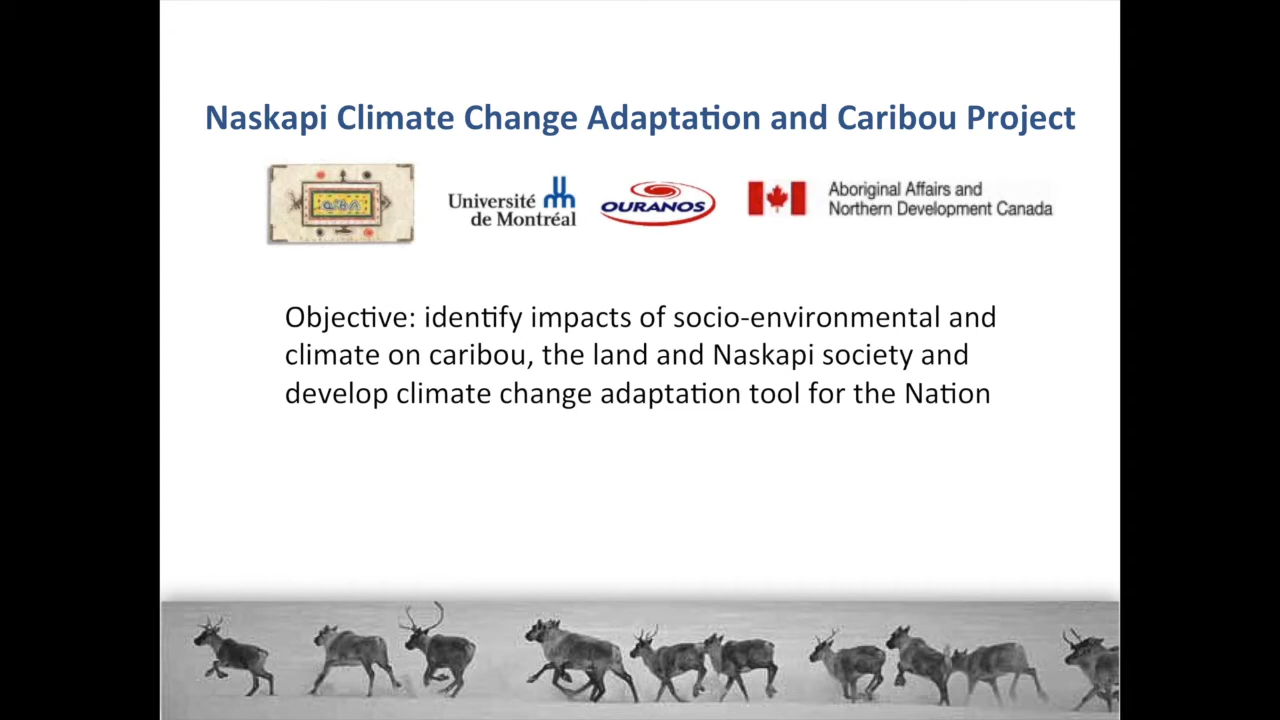 Naskapi Climate Change Adaptation and Caribou Project
Université
de Montréal
OURANOS
Aboriginal Affairs and
Northern Development Canada
Objective: identify impacts of socio-environmental and
climate on caribou, the land and Naskapi society and
develop climate change adaptation tool for the Nation